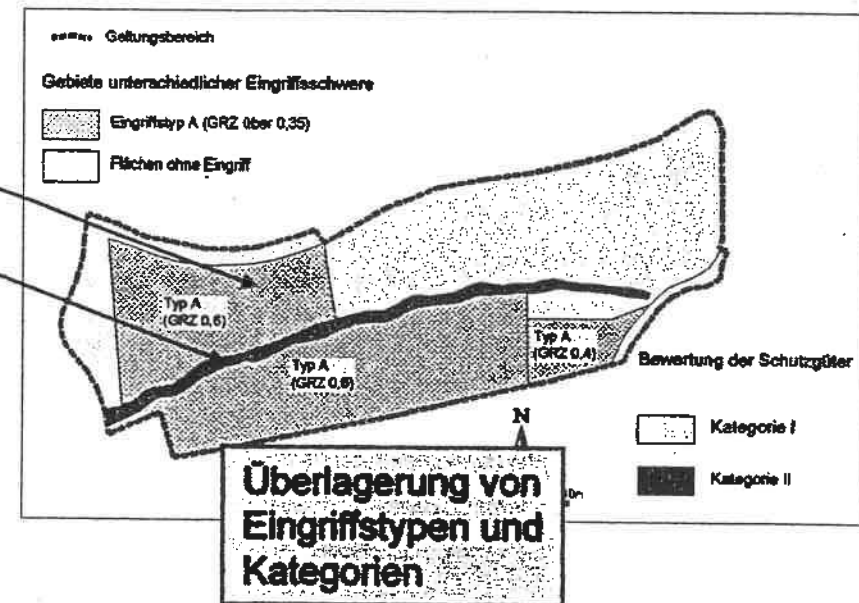 Geltungsbereich
Gebiete unterschiedlicher Eingriffsschwere
Eingriffstyp A (GRZ über 0,35)
Flächen ohne Eingriff
Typ A
(GRZ 0,6)
Typ A
(GRZ 0,6)
Typ A
(GRZ 0,4)
Bewertung der Schutzgüter
Kategorie I
Kategorie II
N
Überlagerung von
Eingriffstypen und
Kategorien